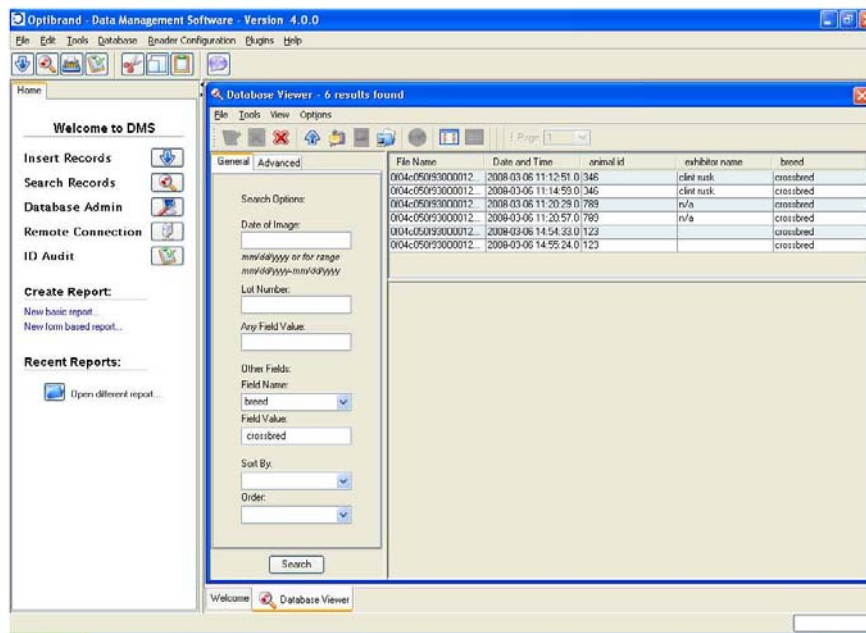 Optibrand - Data Management Software - Version 4.0.0
File Edit Tools Database Reader Configuration Plugins Help
Home
Welcome to DMS
Insert Records
Search Records
Database Admin
Remote Connection
ID Audit
Create Report:
New basic report...
New form based report...
Recent Reports:
Open different report...
Database Viewer - 6 results found
File Tools View Options
Page 1
General Advanced
Search Options:
Date of Image:
mm/dd/yyyy or for range
mm/dd/yyyy-mm/dd/yyyy
Lot Number:
Any Field Value:
Other Fields:
Field Name:
breed
Field Value:
crossbred
Sort By:
Order:
Search
File Name Date and Time animal id exhibitor name breed
0f04c050f93000012... 2008-03-06 11:12:51.0 346 clint rusk crossbred
0f04c050f93000012... 2008-03-06 11:14:59.0 346 clint rusk crossbred
0f04c050f93000012... 2008-03-06 11:20:29.0 789 n/a crossbred
0f04c050f93000012... 2008-03-06 11:20:57.0 789 n/a crossbred
0f04c050f93000012... 2008-03-06 14:54:33.0 123 crossbred
0f04c050f93000012... 2008-03-06 14:55:24.0 123 crossbred
Welcome Database Viewer